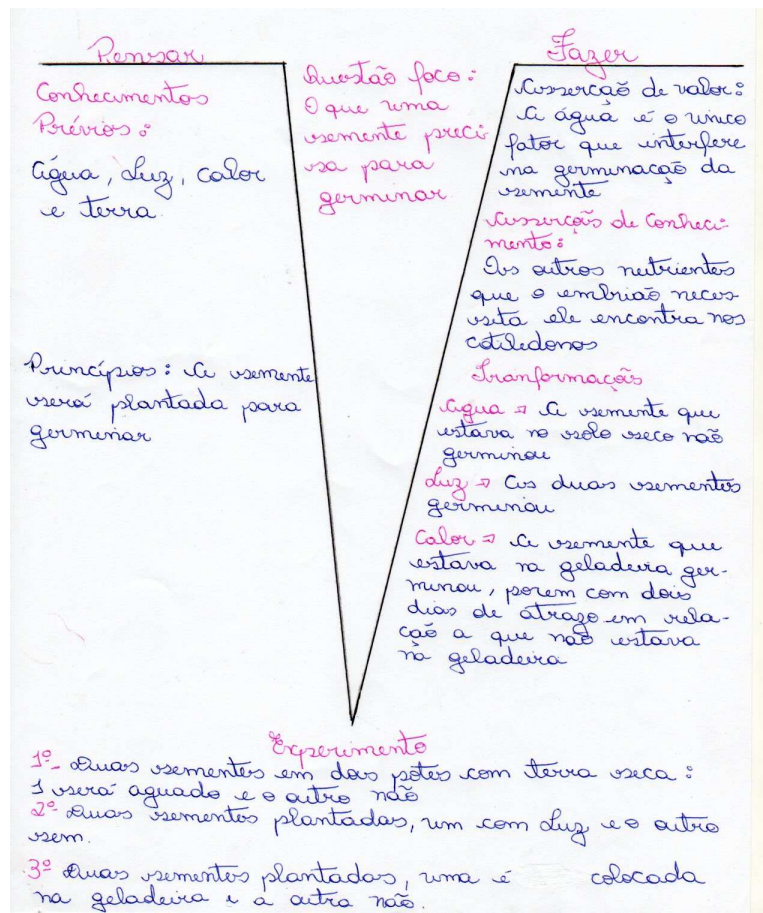 Pensar
Conhecimentos
Prévios:
Água, Luz, calor
e terra.
Princípios: A semente
será plantada para
germinar
Questão foco:
O que uma
semente preci
sa para
germinar.
Fazer
Asserção de valor:
A água é o unico
fator que interfere
na germinação da
semente
Asserções de Conheci-
mento:
Os outros nutrientes
que o embrião neces-
sita ele encontra nos
cotiledonos
Tranformações
Água → A semente que
estava no solo seco não
germinou
Luz → As duas sementes
germinou
Calor → A semente que
estava na geladeira ger-
minou, porem com dois
dias de atrazo em rela-
ção a que não estava
na geladeira
Experimento
1º- Duas sementes em dois potes com terra seca:
1 será aguado e o outro não
2º- Duas sementes plantadas, um com Luz e o outro
sem.
3º Duas sementes plantadas, uma é colocada
na geladeira e a outra não.